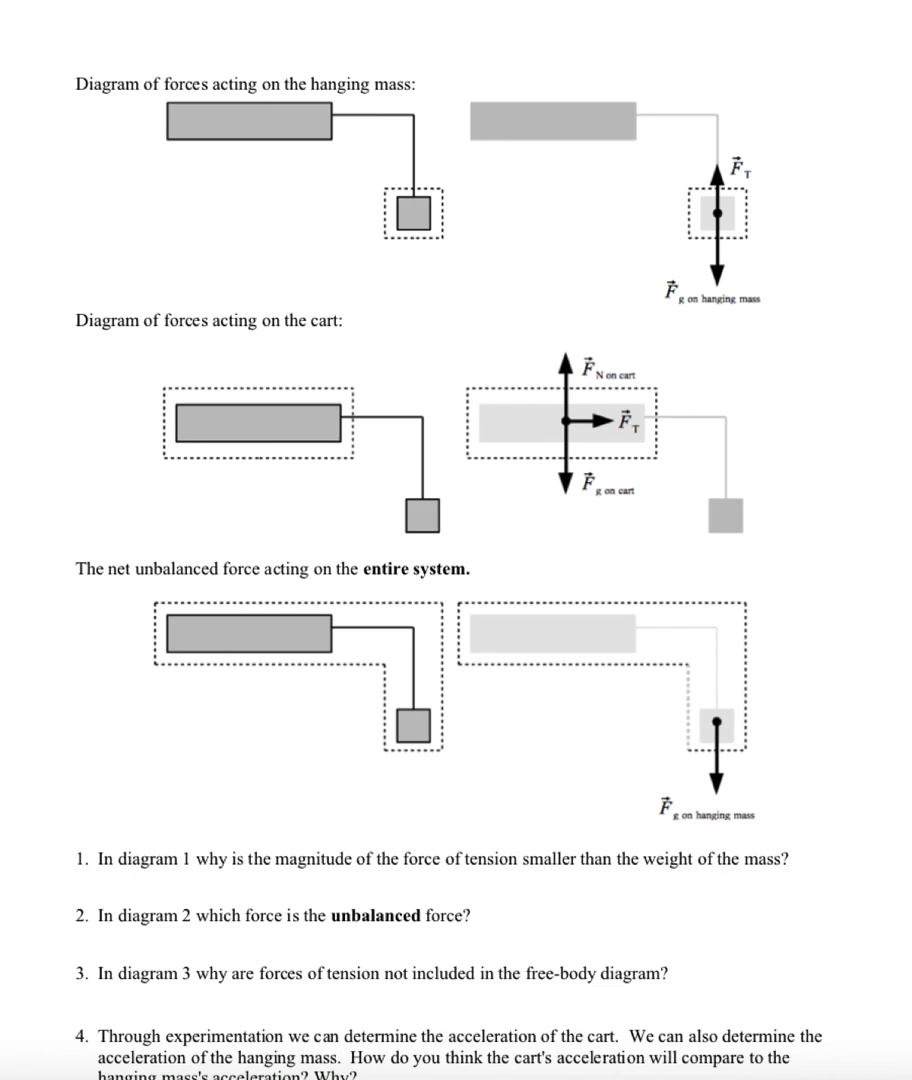 Diagram of forces acting on the hanging mass:
F⃗ T
F⃗ g on hanging mass
Diagram of forces acting on the cart:
F⃗ N on cart
F⃗ T
F⃗ g on cart
The net unbalanced force acting on the entire system.
F⃗ g on hanging mass
1. In diagram 1 why is the magnitude of the force of tension smaller than the weight of the mass?
2. In diagram 2 which force is the unbalanced force?
3. In diagram 3 why are forces of tension not included in the free-body diagram?
4. Through experimentation we can determine the acceleration of the cart. We can also determine the
acceleration of the hanging mass. How do you think the cart's acceleration will compare to the
hanging mass's acceleration? Why?